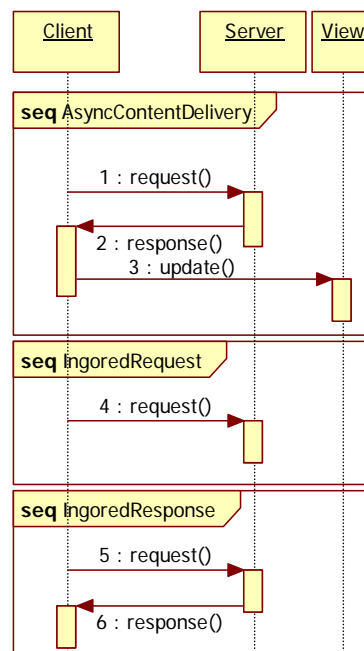 Client Server View
seq AsyncContentDelivery
1 : request()
2 : response()
3 : update()
seq IngoredRequest
4 : request()
seq IngoredResponse
5 : request()
6 : response()